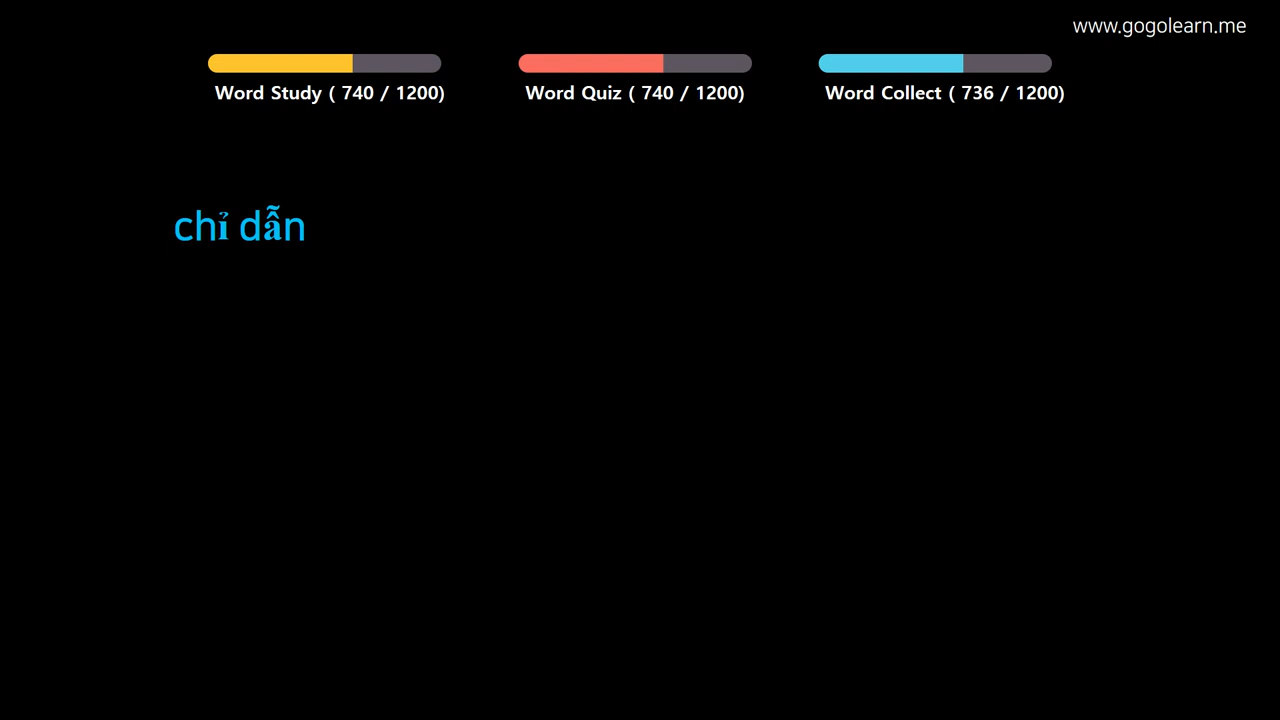 www.gogolearn.me
Word Study ( 740 / 1200)
Word Quiz ( 740 / 1200)
Word Collect ( 736 / 1200)
chỉ dẫn